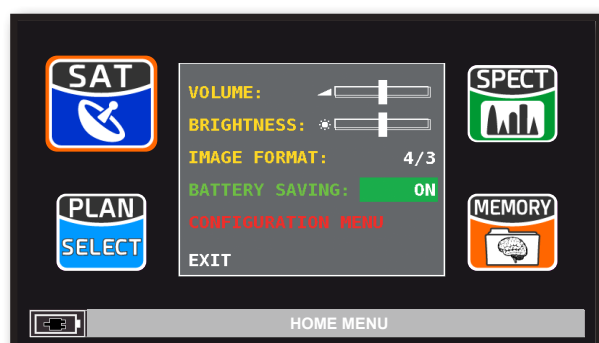 SAT
SPECT
PLAN
SELECT
MEMORY
VOLUME:
BRIGHTNESS:
IMAGE FORMAT: 4/3
BATTERY SAVING: ON
CONFIGURATION MENU
EXIT
HOME MENU